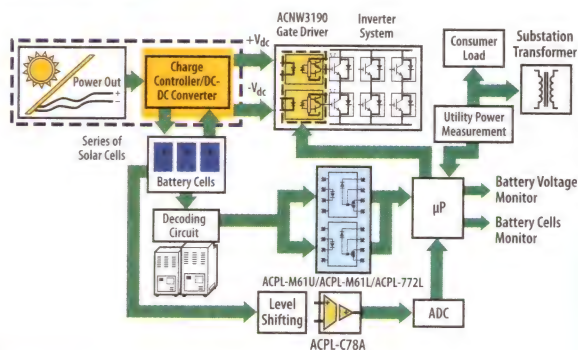 ACNW3190
Gate Driver
Inverter
System
+Vdc
-Vdc
Power Out
+
−
Charge
Controller/DC-
DC Converter
Consumer
Load
Substation
Transformer
Utility Power
Measurement
Series of
Solar Cells
Battery Cells
Decoding
Circuit
µP
Battery Voltage
Monitor
Battery Cells
Monitor
ACPL-M61U/ACPL-M61L/ACPL-772L
Level
Shifting
ACPL-C78A
ADC